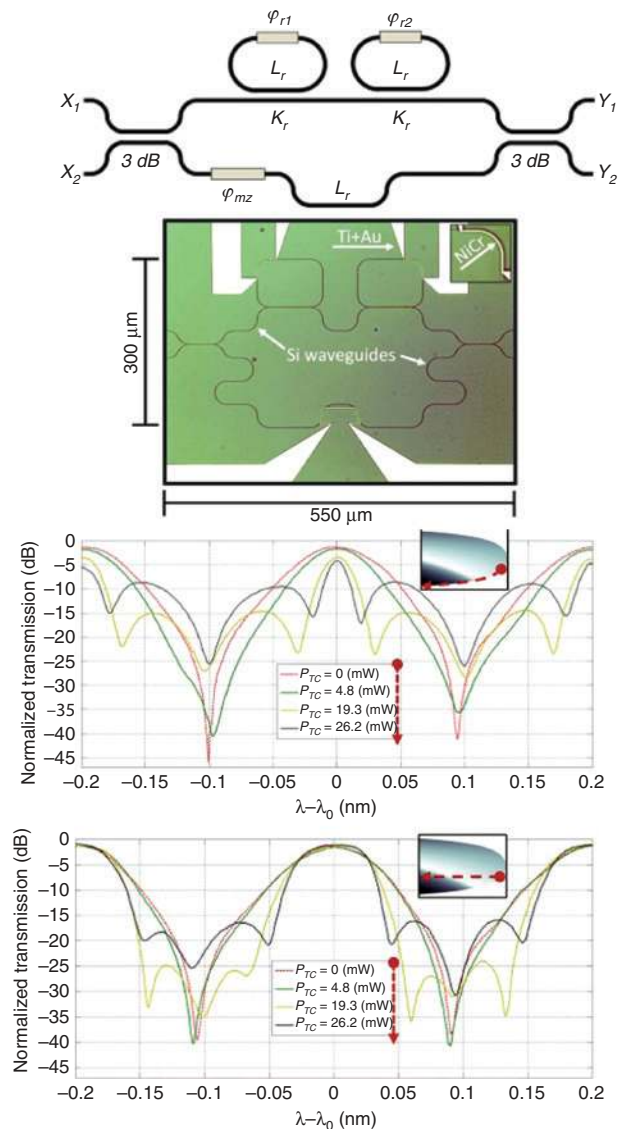 φr1 φr2
Lr Lr
X1 Y1
Kr Kr
X2 3 dB 3 dB Y2
φmz Lr
Ti+Au
NiCr
300 μm
Si waveguides
550 μm
Normalized transmission (dB)
0
−5
−10
−15
−20
−25
−30
−35
−40
−45
PTC = 0 (mW)
PTC = 4.8 (mW)
PTC = 19.3 (mW)
PTC = 26.2 (mW)
−0.2 −0.15 −0.1 −0.05 0 0.05 0.1 0.15 0.2
λ−λ0 (nm)
Normalized transmission (dB)
0
−5
−10
−15
−20
−25
−30
−35
−40
−45
PTC = 0 (mW)
PTC = 4.8 (mW)
PTC = 19.3 (mW)
PTC = 26.2 (mW)
−0.2 −0.15 −0.1 −0.05 0 0.05 0.1 0.15 0.2
λ−λ0 (nm)